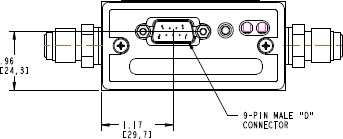 .96
[24,3]
1.17
[29,7]
9-PIN MALE "D"
CONNECTOR